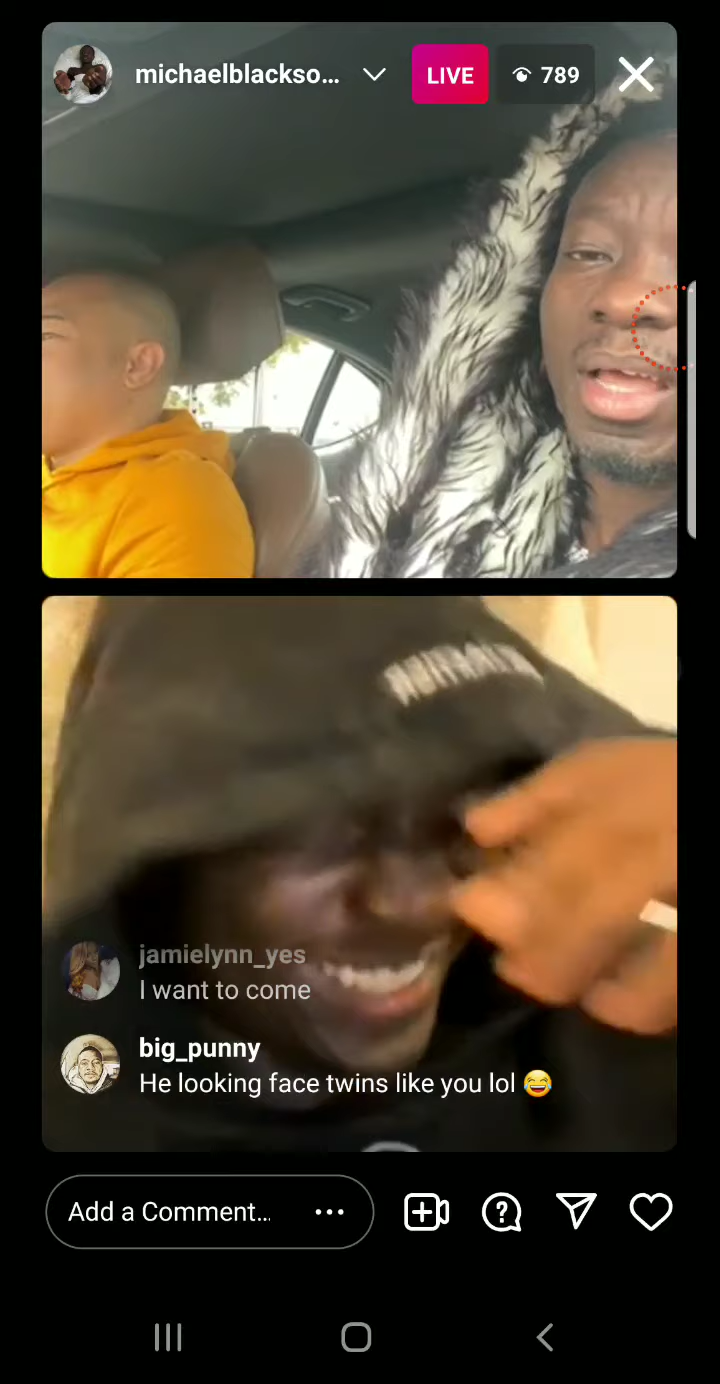 michaelblackso...
LIVE
789
jamielynn_yes
I want to come
big_punny
He looking face twins like you lol 😂
Add a Comment...